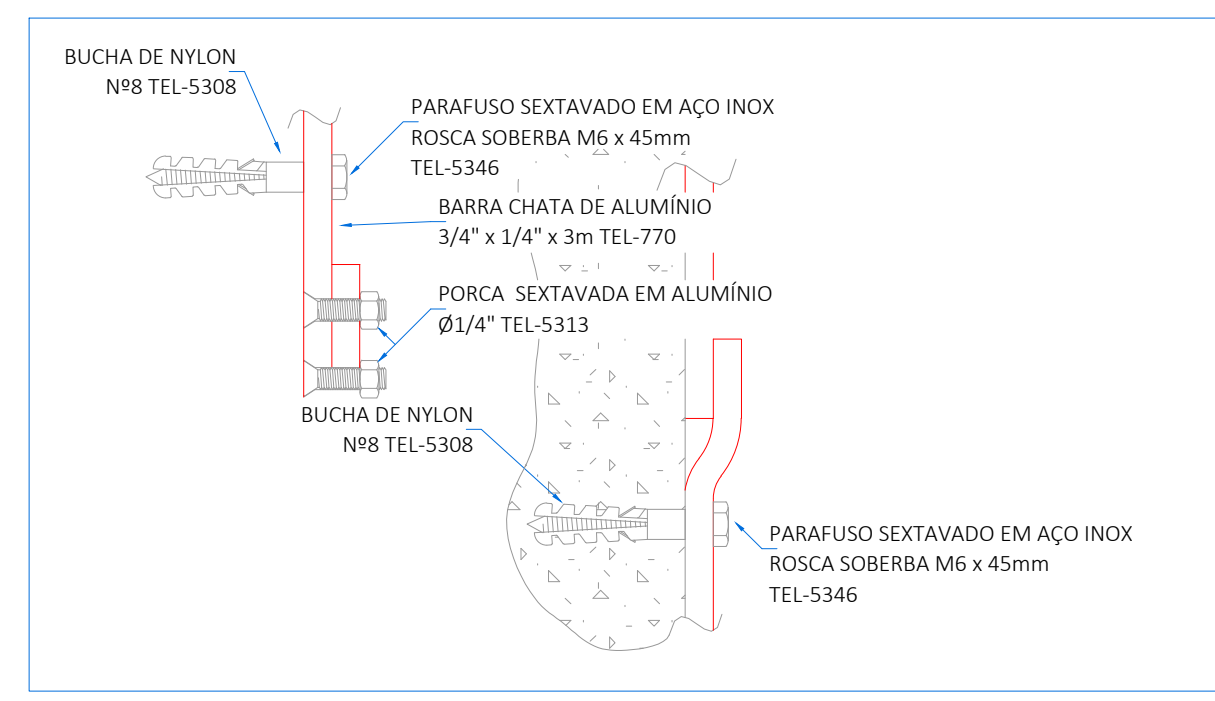 BUCHA DE NYLON
Nº8 TEL-5308
PARAFUSO SEXTAVADO EM AÇO INOX
ROSCA SOBERBA M6 x 45mm
TEL-5346
BARRA CHATA DE ALUMÍNIO
3/4" x 1/4" x 3m TEL-770
PORCA  SEXTAVADA EM ALUMÍNIO
Ø1/4" TEL-5313
BUCHA DE NYLON
Nº8 TEL-5308
PARAFUSO SEXTAVADO EM AÇO INOX
ROSCA SOBERBA M6 x 45mm
TEL-5346